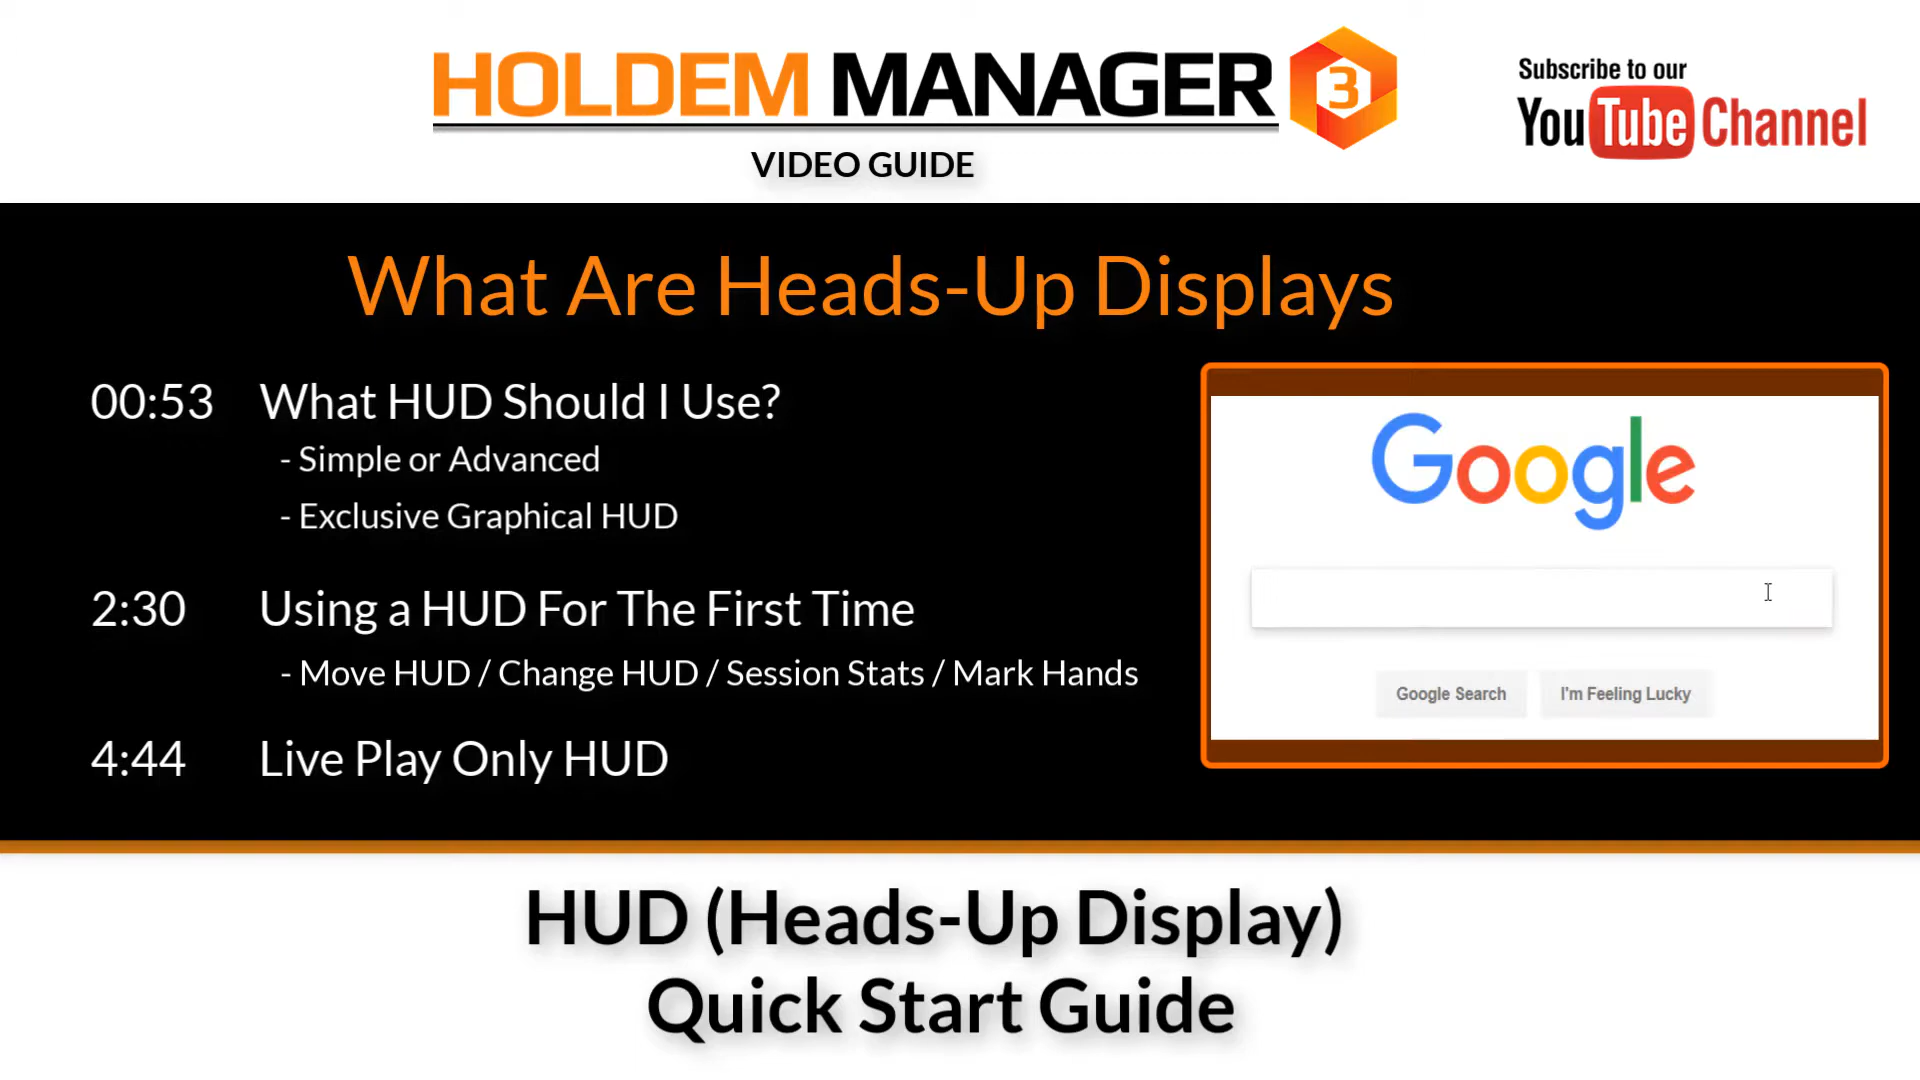 HOLDEM MANAGER 3
VIDEO GUIDE
Subscribe to our
YouTube Channel
What Are Heads-Up Displays
00:53 What HUD Should I Use?
- Simple or Advanced
- Exclusive Graphical HUD
2:30 Using a HUD For The First Time
- Move HUD / Change HUD / Session Stats / Mark Hands
4:44 Live Play Only HUD
Google
Google Search I'm Feeling Lucky
HUD (Heads-Up Display)
Quick Start Guide